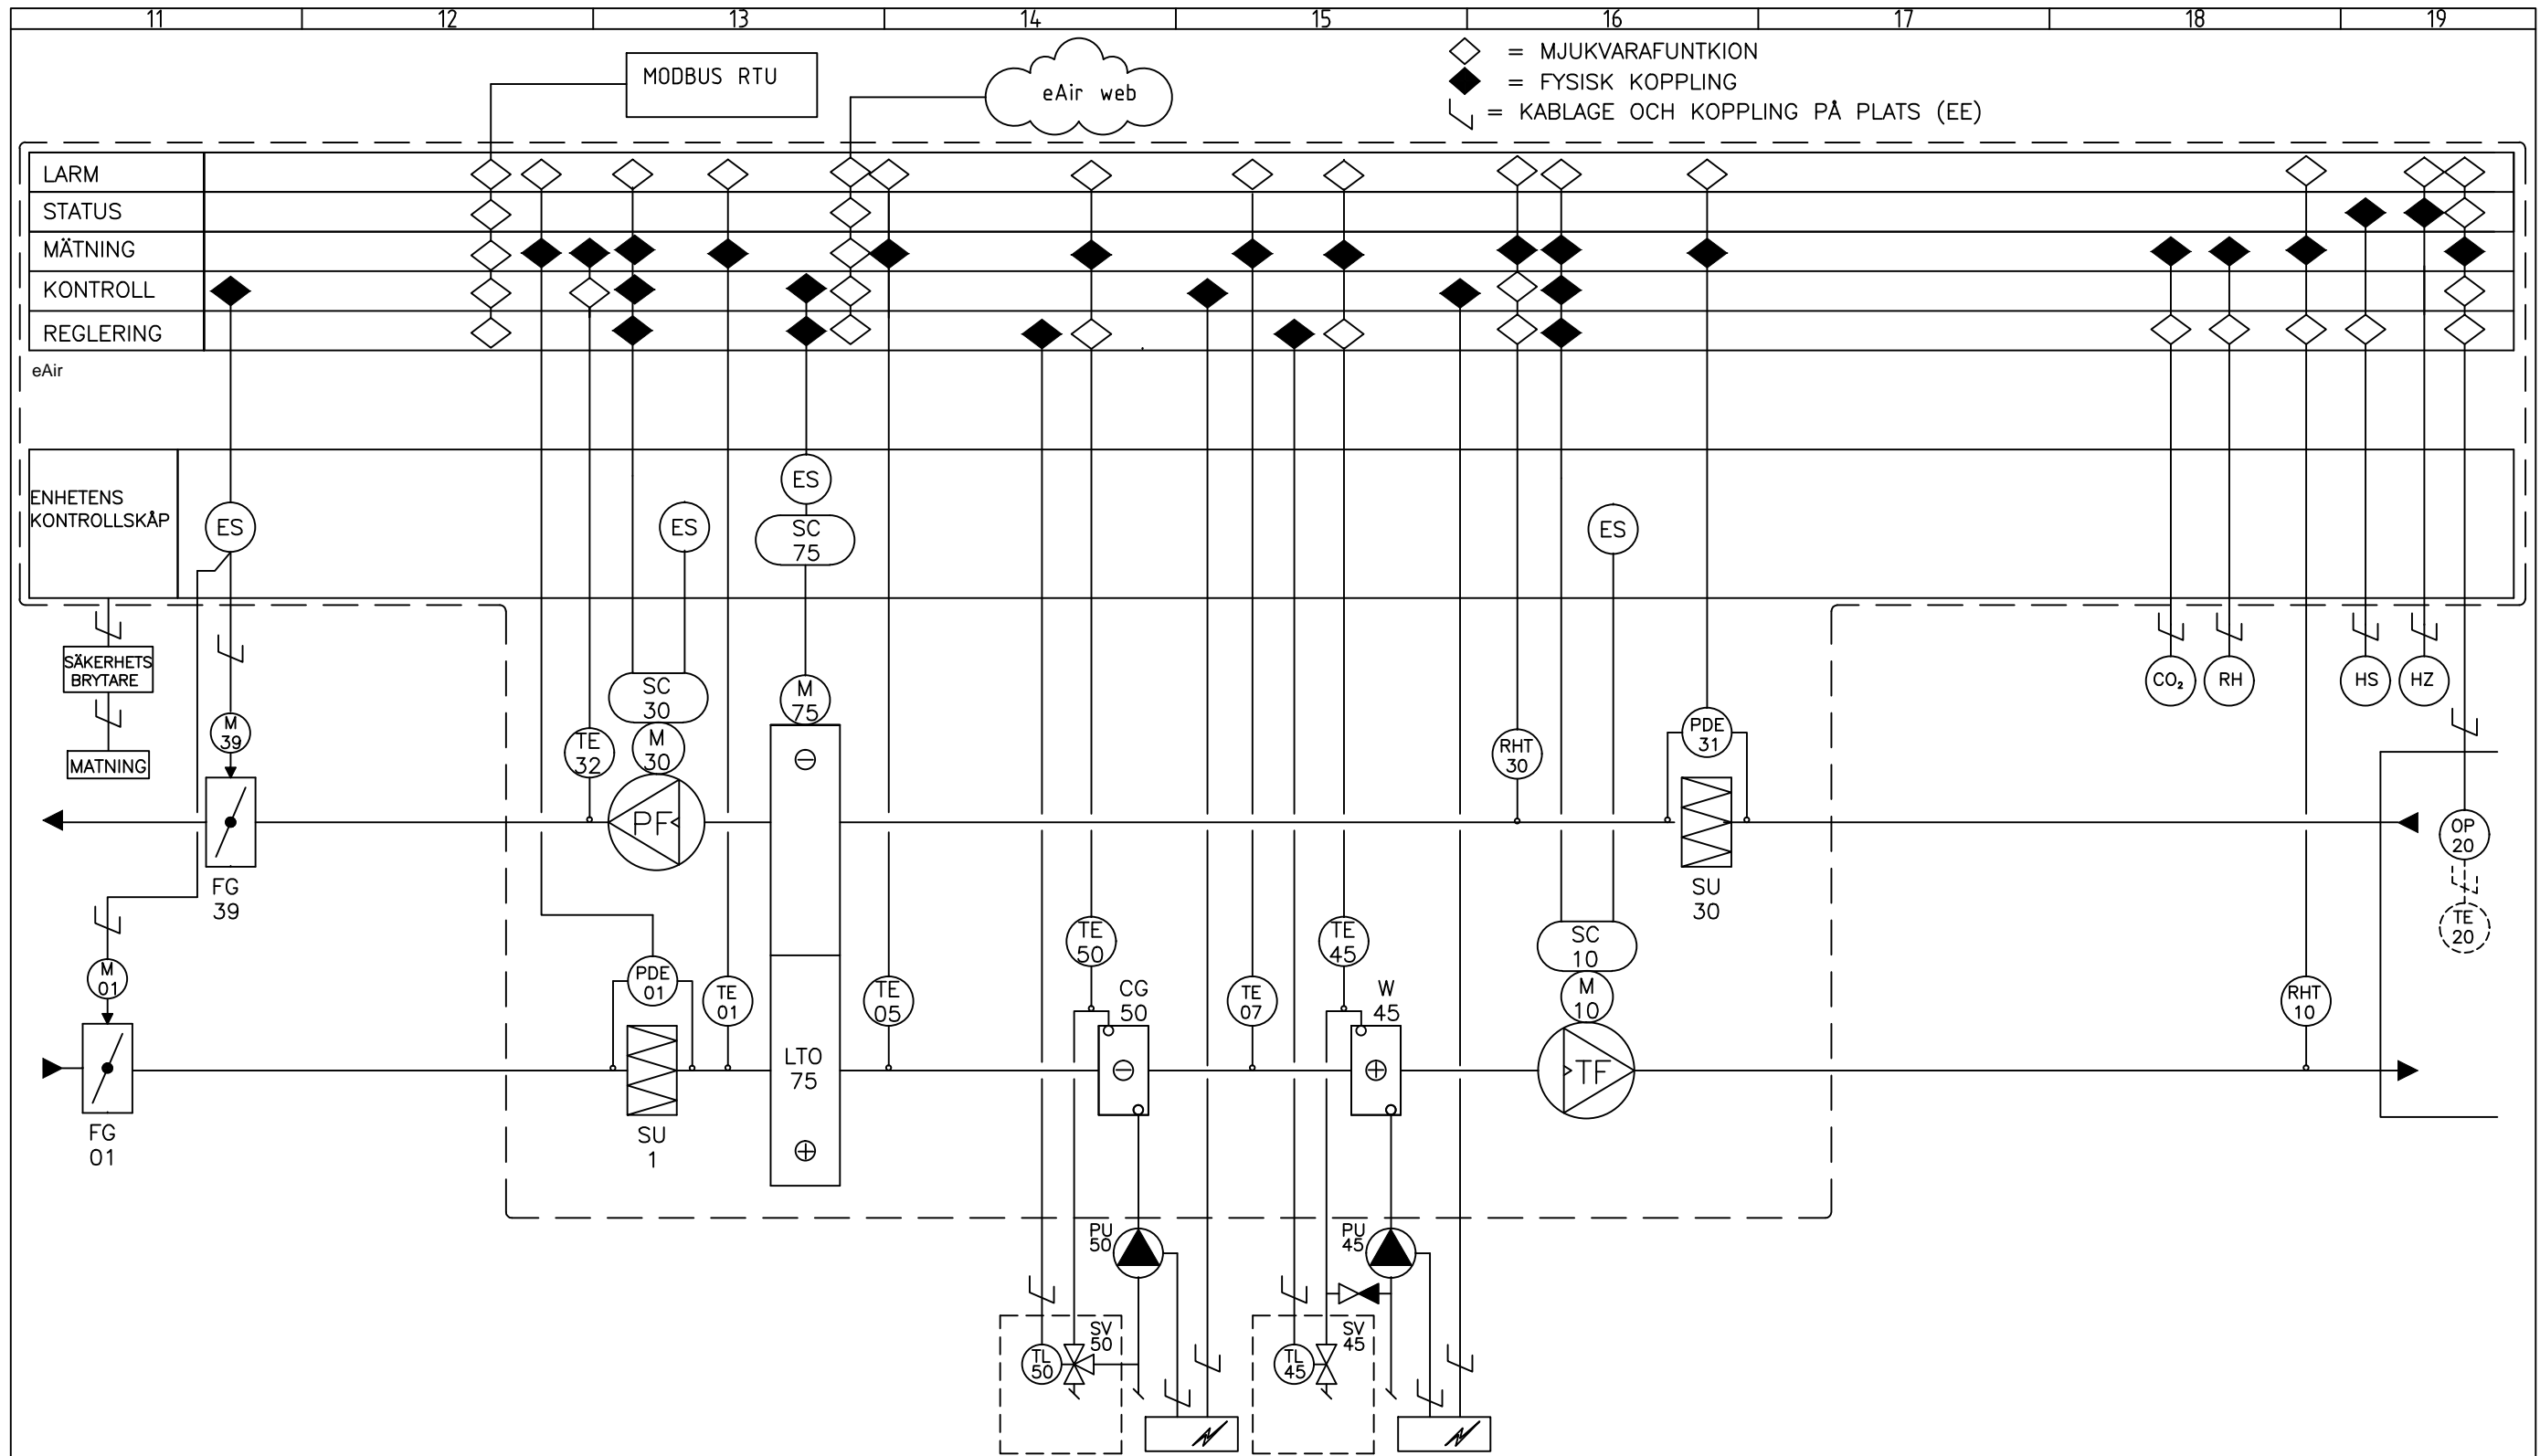 11 12 13 14 15 16 17 18 19
MODBUS RTU
eAir web
= MJUKVARAFUNTKION
= FYSISK KOPPLING
= KABLAGE OCH KOPPLING PÅ PLATS (EE)
LARM
STATUS
MÄTNING
KONTROLL
REGLERING
eAir
ENHETENS
KONTROLLSKÅP
ES
ES
ES
SC
75
ES
SÄKERHETS
BRYTARE
MATNING
M
39
TE
32
SC
30
M
30
M
75
RHT
30
PDE
31
CO₂
RH
HS
HZ
PF
OP
20
TE
20
FG
39
SU
30
M
01
PDE
01
TE
01
TE
05
TE
50
CG
50
TE
07
TE
45
W
45
SC
10
M
10
RHT
10
LTO
75
TF
FG
01
SU
1
PU
50
PU
45
SV
50
TL
50
SV
45
TL
45